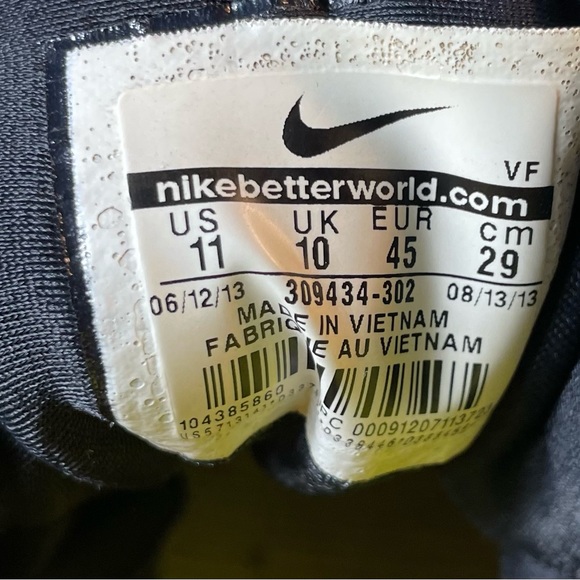 VF
nikebetterworld.com
US UK EUR cm
11 10 45 29
06/12/13 309434-302 08/13/13
MADE IN VIETNAM
FABRIQUE AU VIETNAM
104385860